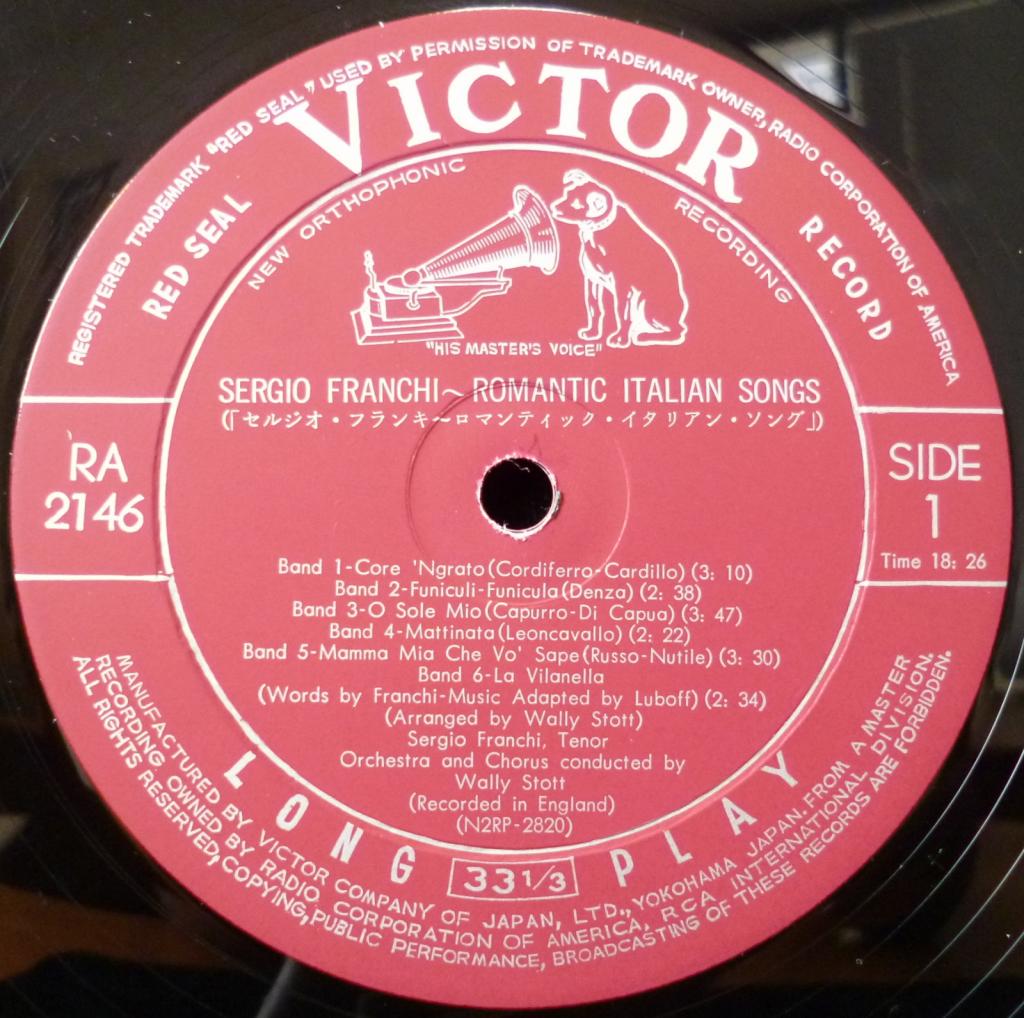 REGISTERED TRADEMARK "RED SEAL" USED BY PERMISSION OF TRADEMARK OWNER, RADIO CORPORATION OF AMERICA
RED SEAL VICTOR RECORD
NEW ORTHOPHONIC RECORDING
"HIS MASTER'S VOICE"
SERGIO FRANCHI~ROMANTIC ITALIAN SONGS
(「セルジオ・フランキ~ロマンティック・イタリアン・ソング」)
RA
2146
SIDE
1
Time 18: 26
Band 1-Core 'Ngrato(Cordiferro-Cardillo)(3: 10)
Band 2-Funiculi-Funicula(Denza)(2: 38)
Band 3-O Sole Mio(Capurro-Di Capua)(3: 47)
Band 4-Mattinata(Leoncavallo)(2: 22)
Band 5-Mamma Mia Che Vo' Sape(Russo-Nutile)(3: 30)
Band 6-La Vilanella
(Words by Franchi-Music Adapted by Luboff)(2: 34)
(Arranged by Wally Stott)
Sergio Franchi, Tenor
Orchestra and Chorus conducted by
Wally Stott
(Recorded in England)
(N2RP-2820)
LONG 33 1/3 PLAY
MANUFACTURED BY VICTOR COMPANY OF JAPAN, LTD., YOKOHAMA JAPAN. FROM A MASTER
RECORDING OWNED BY RADIO CORPORATION OF AMERICA, RCA INTERNATIONAL DIVISION.
ALL RIGHTS RESERVED, COPYING, PUBLIC PERFORMANCE, BROADCASTING OF THESE RECORDS ARE FORBIDDEN.